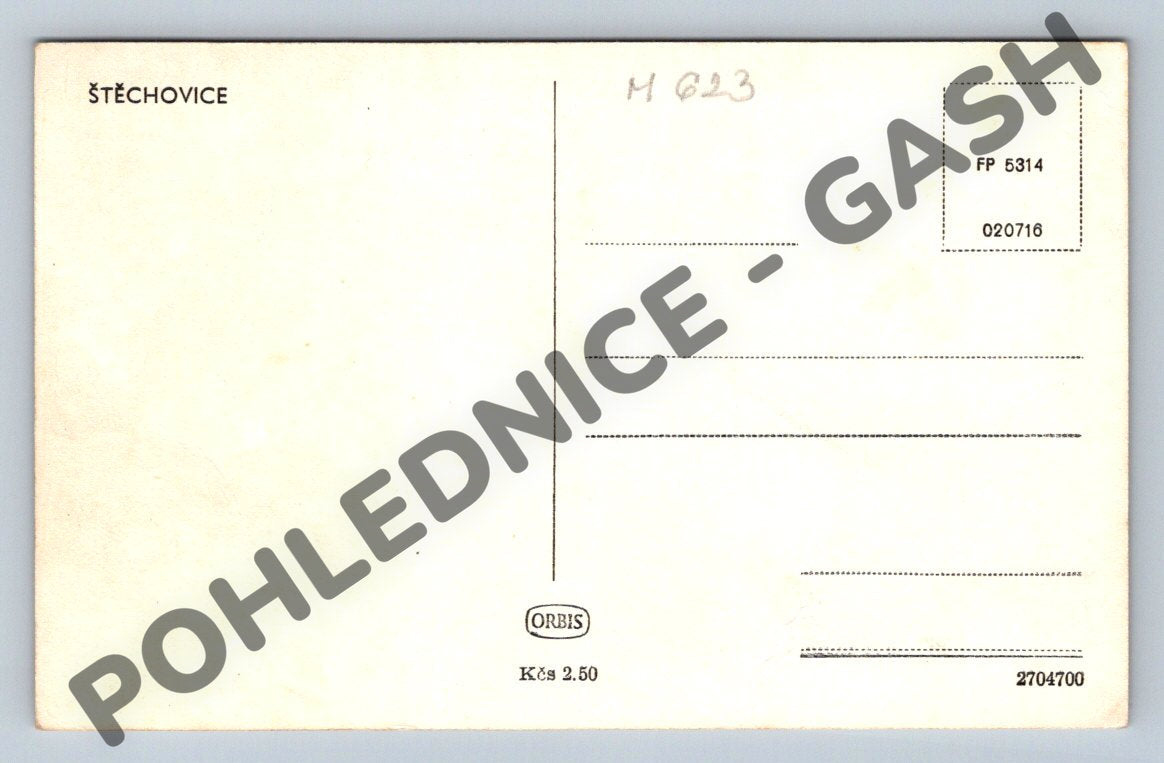 ŠTĚCHOVICE
M 623
FP 5314
020716
POHLEDNICE - GASH
ORBIS
Kčs 2.50
2704700